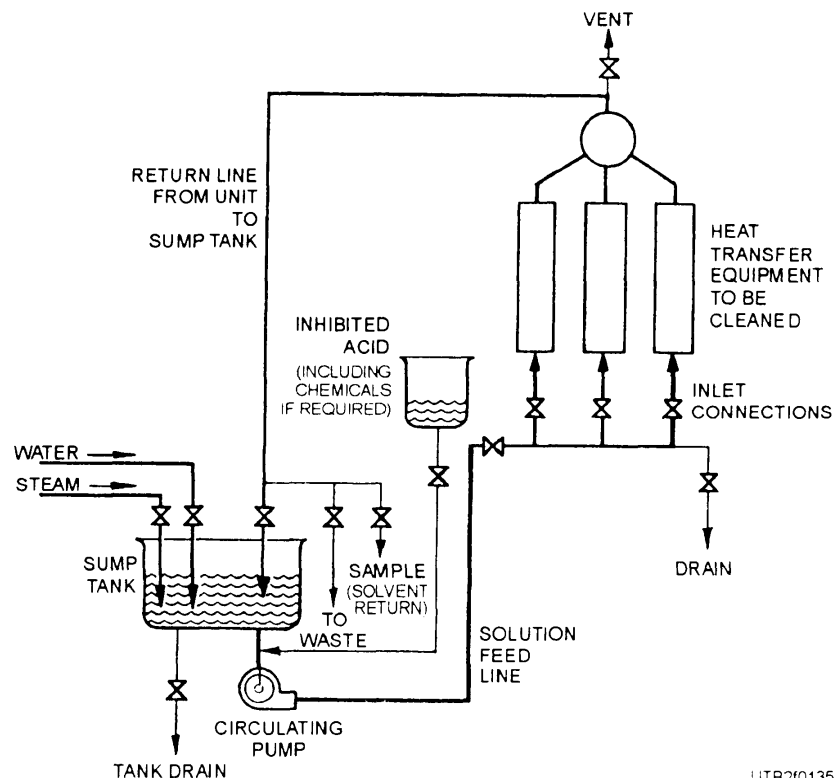 VENT
RETURN LINE
FROM UNIT
TO
SUMP TANK
HEAT
TRANSFER
EQUIPMENT
TO BE
CLEANED
INHIBITED
ACID
(INCLUDING
CHEMICALS
IF REQUIRED)
INLET
CONNECTIONS
WATER
STEAM
SUMP
TANK
SAMPLE
(SOLVENT
RETURN)
TO
WASTE
DRAIN
SOLUTION
FEED
LINE
CIRCULATING
PUMP
TANK DRAIN
UTB2f0135